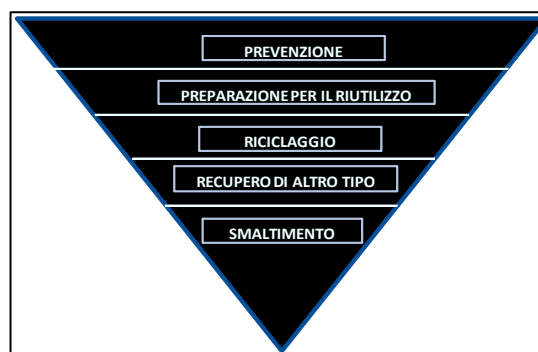 PREVENZIONE
PREPARAZIONE PER IL RIUTILIZZO
RICICLAGGIO
RECUPERO DI ALTRO TIPO
SMALTIMENTO